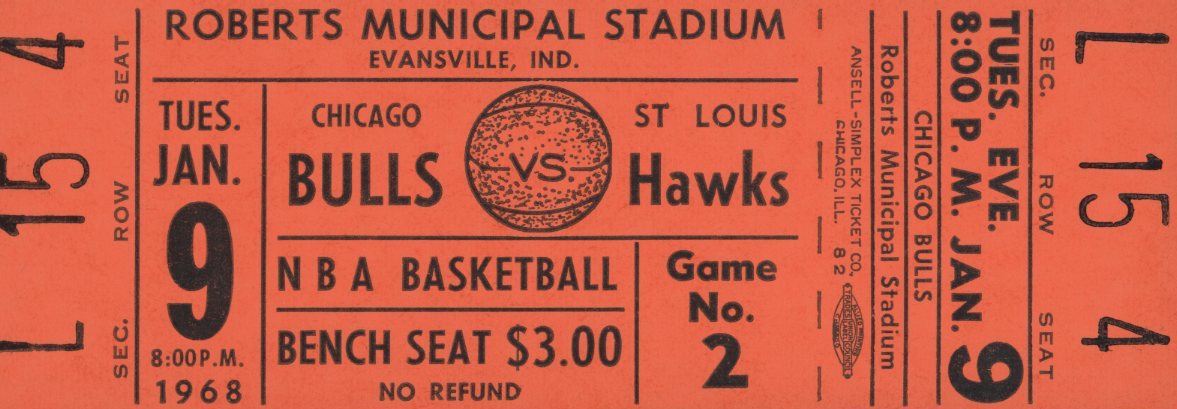 L 15 4
SEC. ROW SEAT
ROBERTS MUNICIPAL STADIUM
EVANSVILLE, IND.
TUES.
JAN.
9
8:00P.M.
1968
CHICAGO
BULLS
VS.
ST LOUIS
Hawks
NBA BASKETBALL
BENCH SEAT $3.00
NO REFUND
Game
No.
2
ANSELL-SIMPLEX TICKET CO.
CHICAGO, ILL. 82
Roberts Municipal Stadium
CHICAGO BULLS
8:00 P. M. JAN. 9
TUES. EVE.
SEC. ROW SEAT
L 15 4